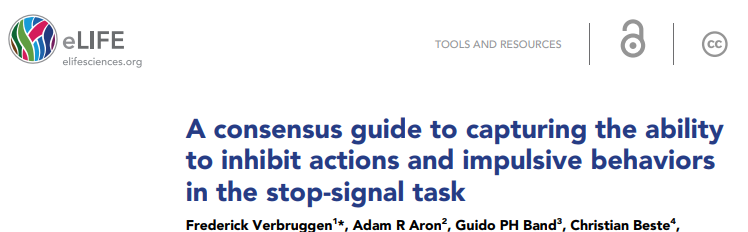 eLIFE
elifesciences.org
TOOLS AND RESOURCES
cc
A consensus guide to capturing the ability
to inhibit actions and impulsive behaviors
in the stop-signal task
Frederick Verbruggen¹*, Adam R Aron², Guido PH Band³, Christian Beste⁴,